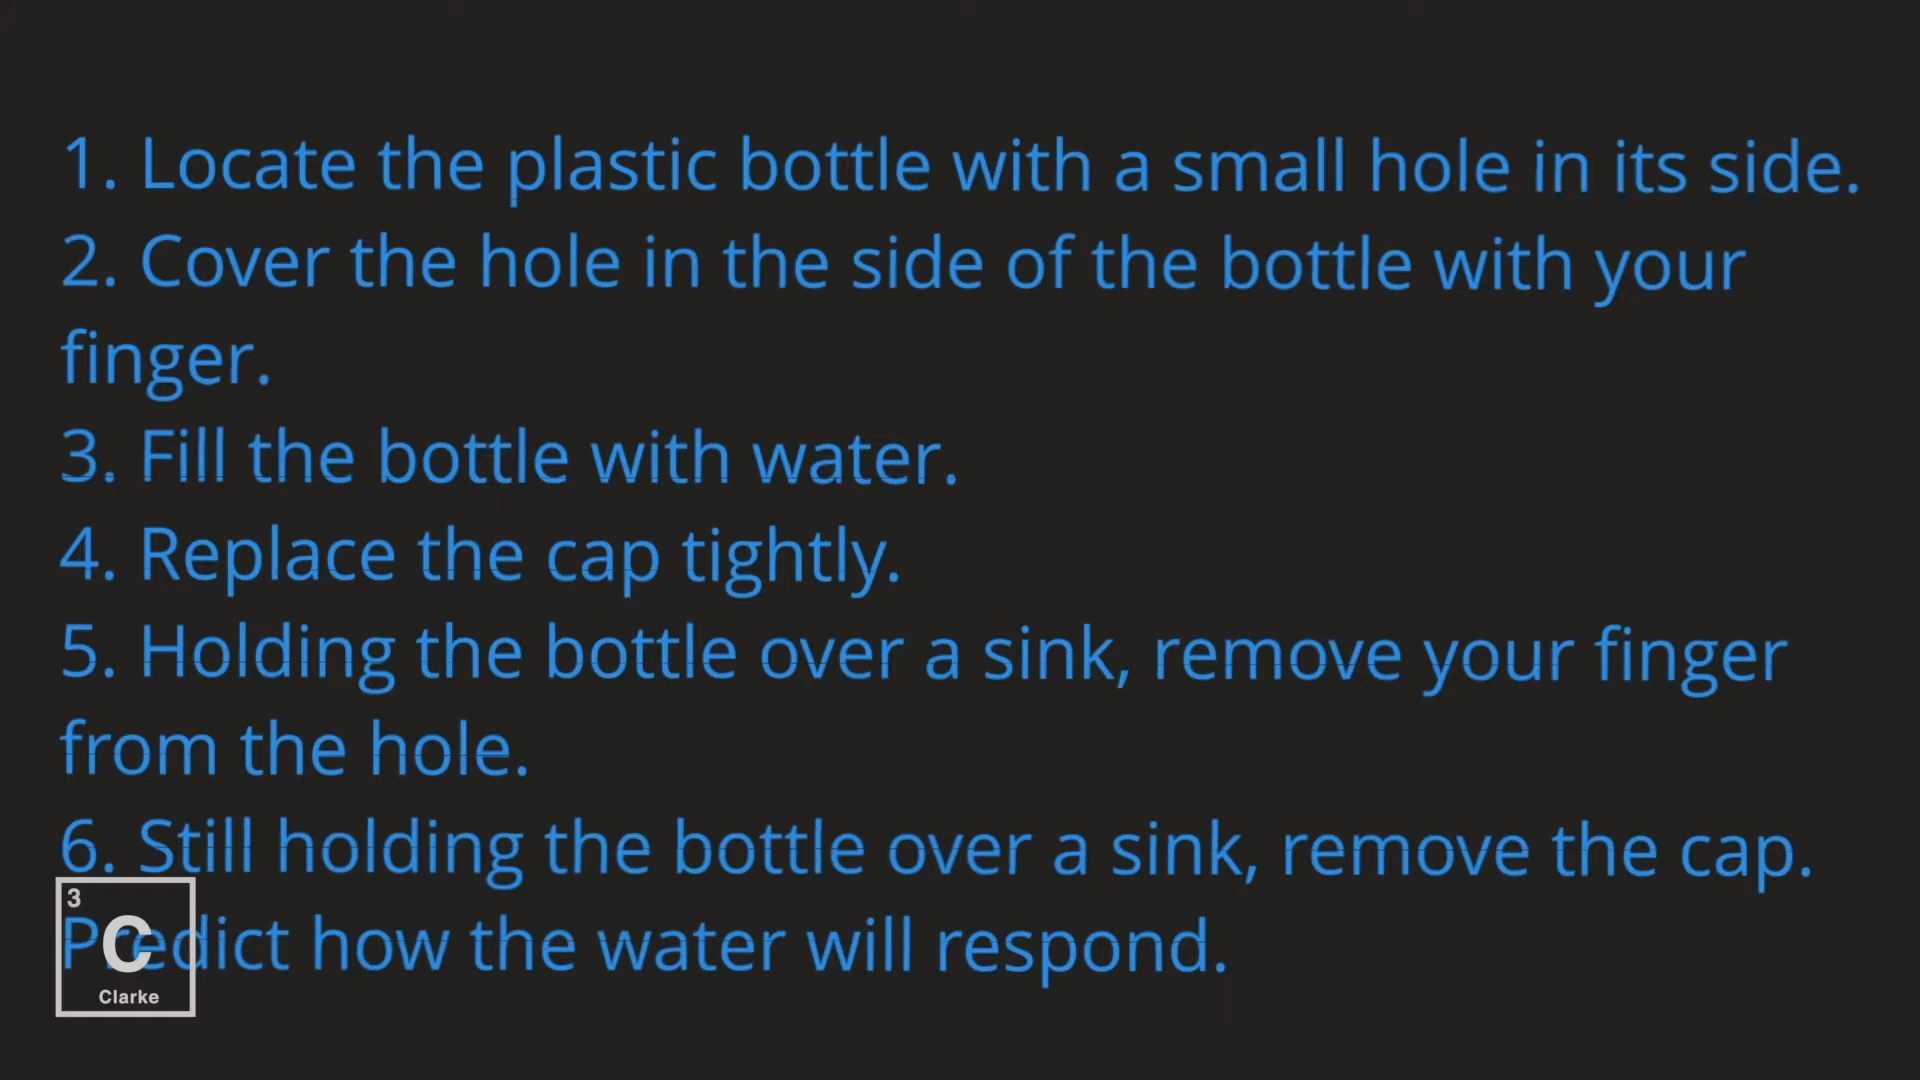 1. Locate the plastic bottle with a small hole in its side.
2. Cover the hole in the side of the bottle with your
finger.
3. Fill the bottle with water.
4. Replace the cap tightly.
5. Holding the bottle over a sink, remove your finger
from the hole.
6. Still holding the bottle over a sink, remove the cap.
Predict how the water will respond.
3
C
Clarke